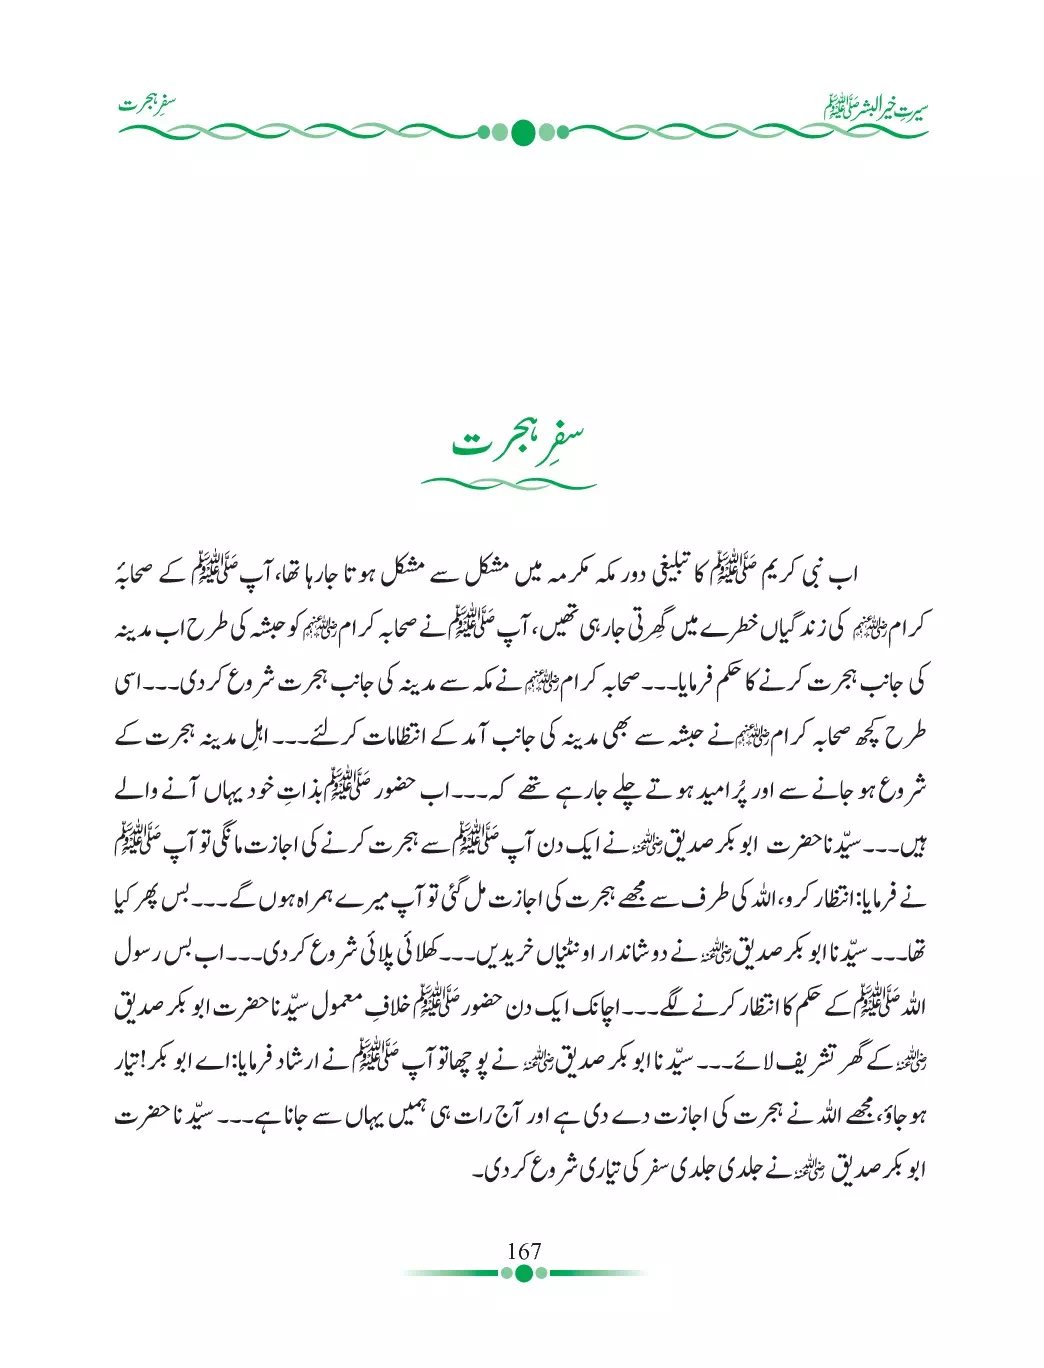 سیرتِ خیر البشر ﷺ
سفرِ ہجرت
سفرِ ہجرت
اب نبی کریم ﷺ کا تبلیغی دور مکہ مکرمہ میں مشکل سے مشکل ہوتا جارہا تھا، آپ ﷺ کے صحابۂ
کرام رضی اللہ عنہم کی زندگیاں خطرے میں گھِرتی جارہی تھیں، آپ ﷺ نے صحابہ کرام رضی اللہ عنہم کو حبشہ کی طرح اب مدینہ
کی جانب ہجرت کرنے کا حکم فرمایا۔۔۔ صحابہ کرام رضی اللہ عنہم نے مکہ سے مدینہ کی جانب ہجرت شروع کردی۔۔۔ اسی
طرح کچھ صحابہ کرام رضی اللہ عنہم نے حبشہ سے بھی مدینہ کی جانب آمد کے انتظامات کرلئے۔۔۔ اہلِ مدینہ ہجرت کے
شروع ہوجانے سے اور پُرامید ہوتے چلے جارہے تھے کہ۔۔۔ اب حضور ﷺ بذاتِ خود یہاں آنے والے
ہیں۔۔۔ سیّدنا حضرت ابوبکر صدیق رضی اللہ عنہ نے ایک دن آپ ﷺ سے ہجرت کرنے کی اجازت مانگی تو آپ ﷺ
نے فرمایا: انتظار کرو، اللہ کی طرف سے مجھے ہجرت کی اجازت مل گئی تو آپ میرے ہمراہ ہوں گے۔۔۔ بس پھر کیا
تھا۔۔۔ سیّدنا ابوبکر صدیق رضی اللہ عنہ نے دو شاندار اونٹنیاں خریدیں۔۔۔ کھلائی پلائی شروع کردی۔۔۔ اب بس رسول
اللہ ﷺ کے حکم کا انتظار کرنے لگے۔۔۔ اچانک ایک دن حضور ﷺ خلافِ معمول سیّدنا حضرت ابوبکر صدیق
رضی اللہ عنہ کے گھر تشریف لائے۔۔۔ سیّدنا ابوبکر صدیق رضی اللہ عنہ نے پوچھا تو آپ ﷺ نے ارشاد فرمایا: اے ابوبکر! تیار
ہوجاؤ، مجھے اللہ نے ہجرت کی اجازت دے دی ہے اور آج رات ہی ہمیں یہاں سے جانا ہے۔۔۔ سیّدنا حضرت
ابوبکر صدیق رضی اللہ عنہ نے جلدی جلدی سفر کی تیاری شروع کردی۔
167